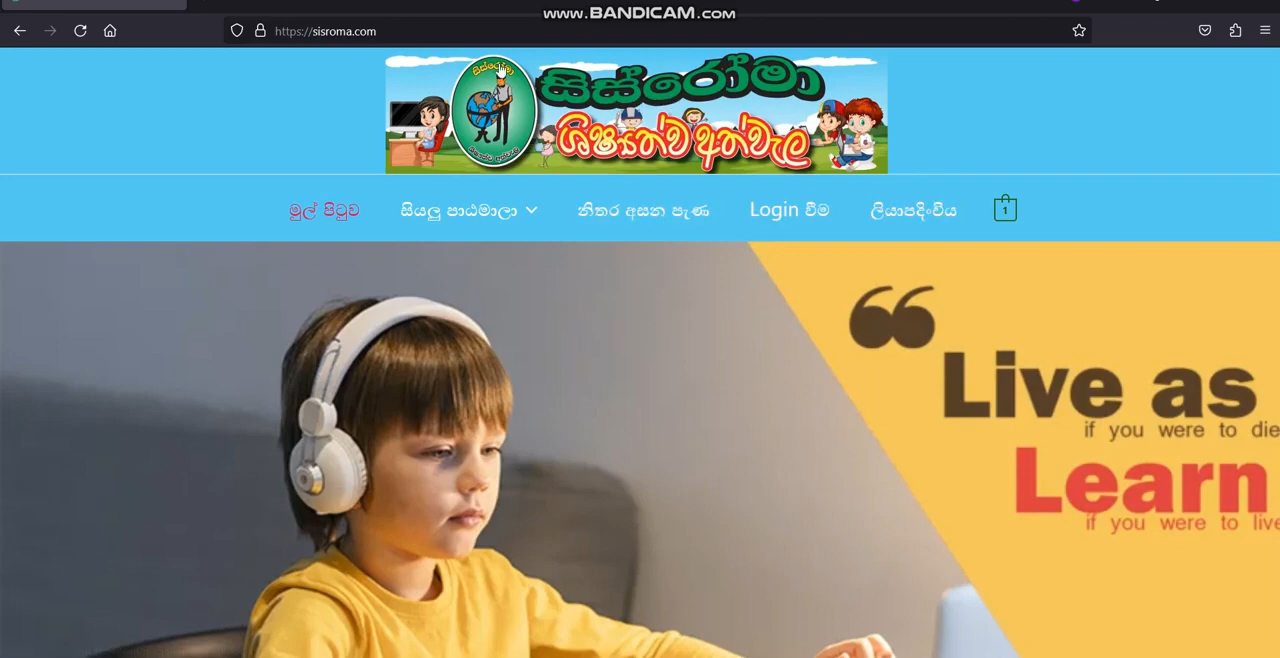 www.BANDICAM.com
https://sisroma.com
සිස්රෝමා
සිස්රෝමා
ශිෂ්‍යත්ව අත්වැල
මුල් පිටුව
සියලු පාඨමාලා
නිතර අසන පැණ
Login වීම
ලියාපදිංචිය
1
Live as
if you were to die
Learn
if you were to live